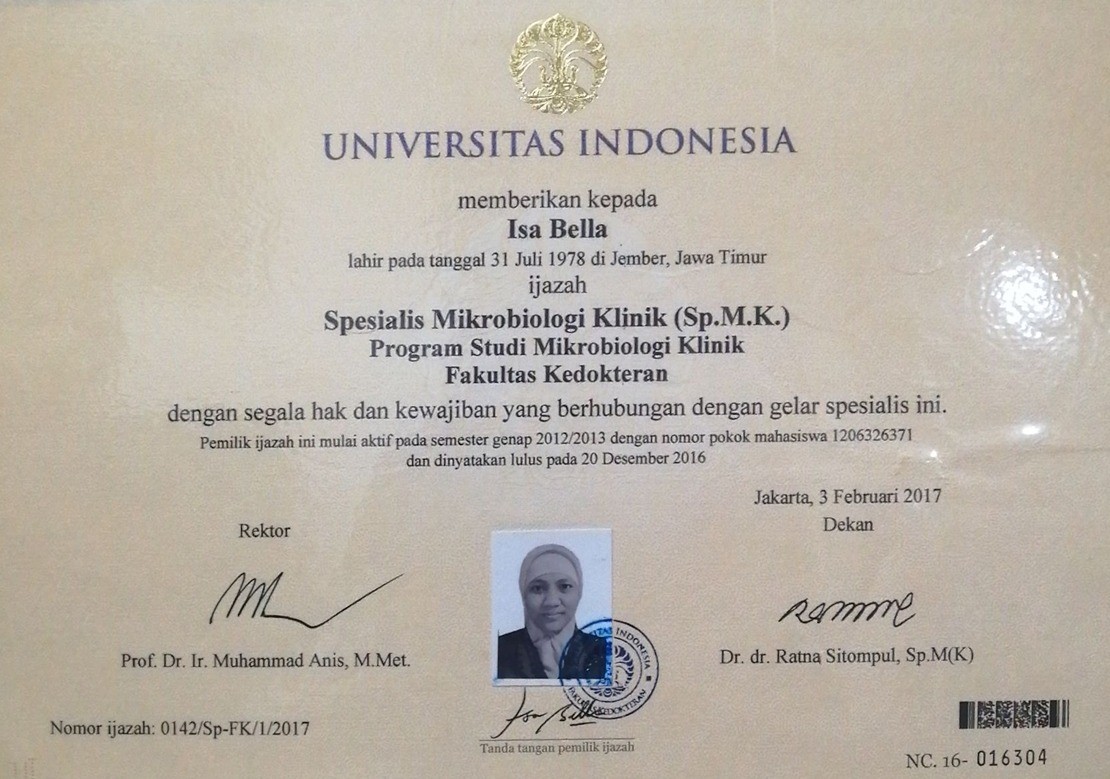 UNIVERSITAS INDONESIA
memberikan kepada
Isa Bella
lahir pada tanggal 31 Juli 1978 di Jember, Jawa Timur
ijazah
Spesialis Mikrobiologi Klinik (Sp.M.K.)
Program Studi Mikrobiologi Klinik
Fakultas Kedokteran
dengan segala hak dan kewajiban yang berhubungan dengan gelar spesialis ini.
Pemilik ijazah ini mulai aktif pada semester genap 2012/2013 dengan nomor pokok mahasiswa 1206326371
dan dinyatakan lulus pada 20 Desember 2016
Jakarta, 3 Februari 2017
Dekan
Rektor
Prof. Dr. Ir. Muhammad Anis, M.Met.
Dr. dr. Ratna Sitompul, Sp.M(K)
INDONESIA
KEDOKTERAN
Isa Bella
Tanda tangan pemilik ijazah
Nomor ijazah: 0142/Sp-FK/1/2017
NC. 16- 016304